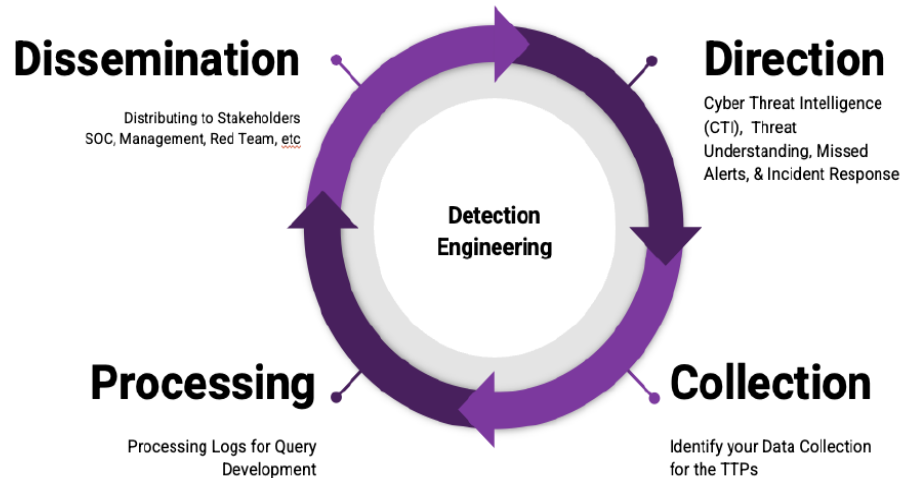 Dissemination
Distributing to Stakeholders
SOC, Management, Red Team, etc
Direction
Cyber Threat Intelligence
(CTI), Threat
Understanding, Missed
Alerts, & Incident Response
Detection
Engineering
Processing
Processing Logs for Query
Development
Collection
Identify your Data Collection
for the TTPs